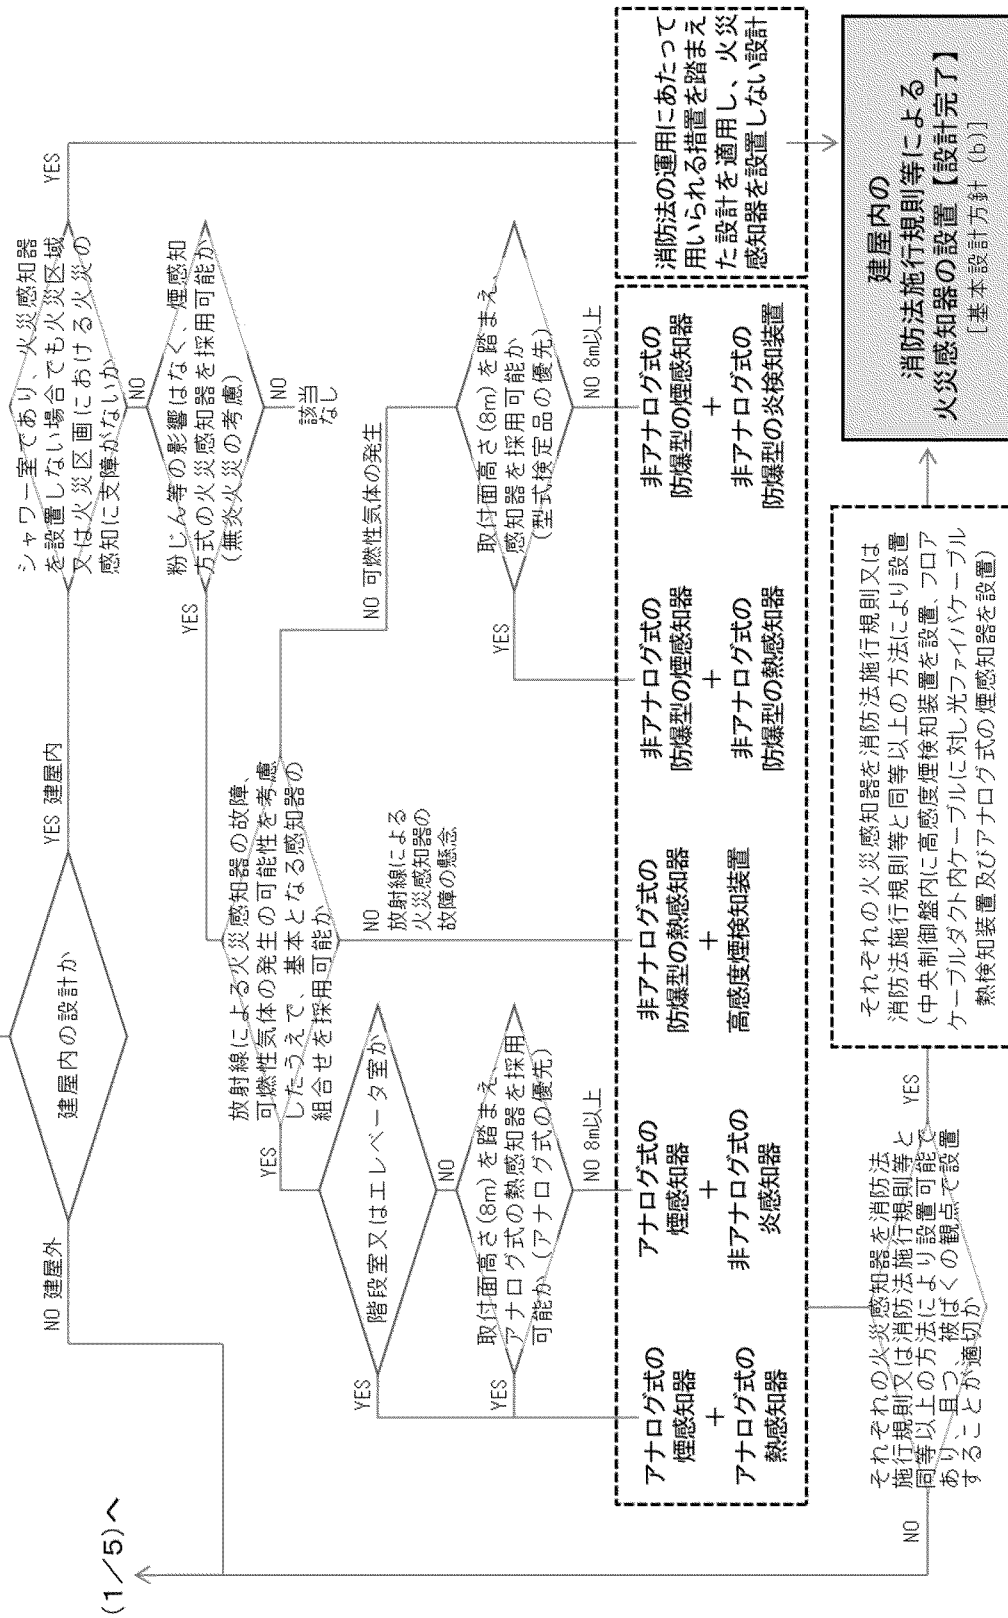 (1/5)へ
建屋内の設計か
NO 建屋外
YES 建屋内
シャワー室であり、火災感知器
を設置しない場合でも火災区域
又は火災区画における火災の
感知に支障がないか
YES
NO
粉じん等の影響はなく、煙感知
方式の火災感知器を採用可能か
(無炎火災の考慮)
YES
NO
該当
なし
放射線による火災感知器の故障、
可燃性気体の発生の可能性を考慮
したうえで、基本となる感知器の
組合せを採用可能か
YES
NO
放射線による
火災感知器の
故障の懸念
NO 可燃性気体の発生
階段室又はエレベータ室か
YES
NO
取付面高さ(8m)を踏まえ、
アナログ式の熱感知器を採用
可能か(アナログ式の優先)
YES
NO 8m以上
取付面高さ(8m)を踏まえ、
感知器を採用可能か
(型式検定品の優先)
YES
NO 8m以上
アナログ式の
煙感知器
+
アナログ式の
熱感知器
アナログ式の
煙感知器
+
非アナログ式の
炎感知器
非アナログ式の
防爆型の熱感知器
+
高感度煙検知装置
非アナログ式の
防爆型の煙感知器
+
非アナログ式の
防爆型の熱感知器
非アナログ式の
防爆型の煙感知器
+
非アナログ式の
防爆型の炎検知装置
消防法の運用にあたって
用いられる措置を踏まえ
た設計を適用し、火災
感知器を設置しない設計
それぞれの火災感知器を消防法
施行規則又は消防法施行規則等と
同等以上の方法により設置可能で
あり、且つ、被ばくの観点で設置
することが適切か
NO
YES
それぞれの火災感知器を消防法施行規則又は
消防法施行規則等と同等以上の方法により設置
(中央制御盤内に高感度煙検知装置を設置、フロア
ケーブルダクト内ケーブルに対し光ファイバケーブル
熱検知装置及びアナログ式の煙感知器を設置)
建屋内の
消防法施行規則等による
火災感知器の設置【設計完了】
[基本設計方針 (b)]